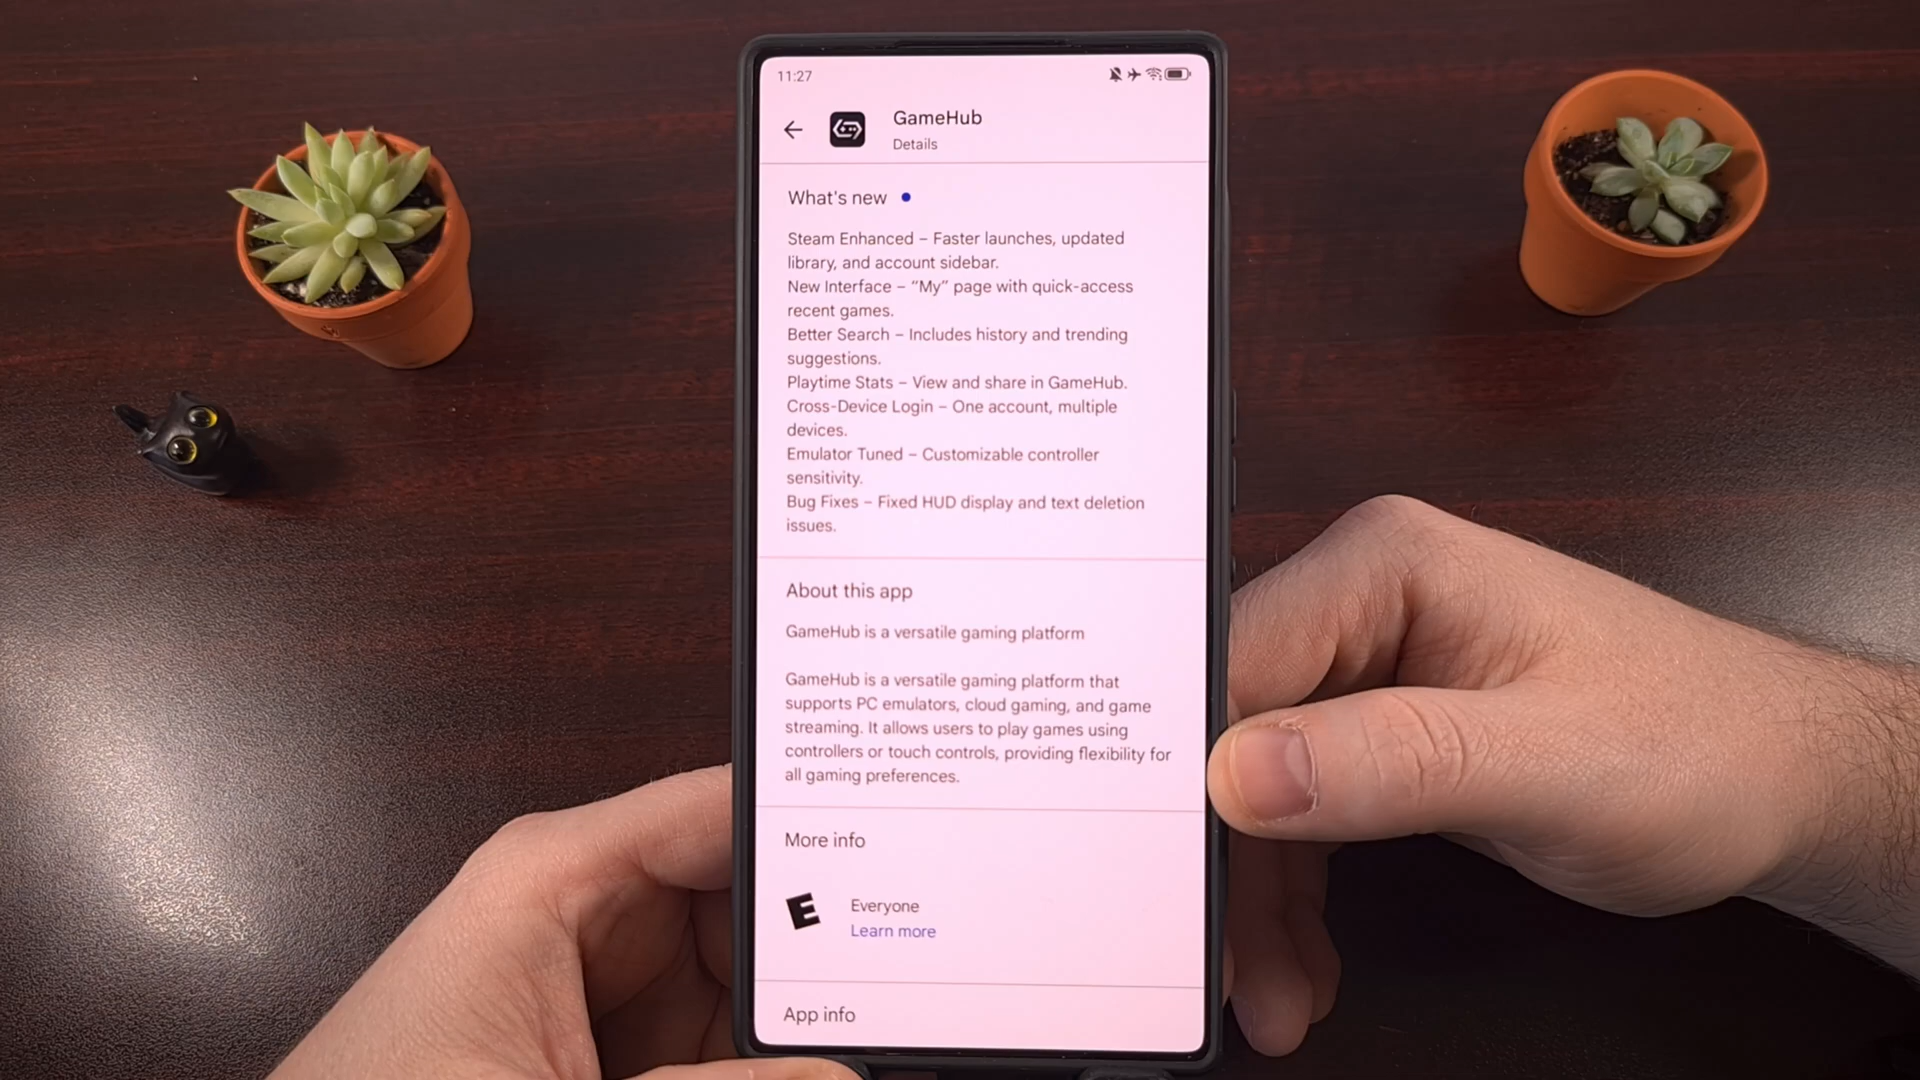 11:27
GameHub
Details
What's new
Steam Enhanced – Faster launches, updated
library, and account sidebar.
New Interface – “My” page with quick-access
recent games.
Better Search – Includes history and trending
suggestions.
Playtime Stats – View and share in GameHub.
Cross-Device Login – One account, multiple
devices.
Emulator Tuned – Customizable controller
sensitivity.
Bug Fixes – Fixed HUD display and text deletion
issues.
About this app
GameHub is a versatile gaming platform
GameHub is a versatile gaming platform that
supports PC emulators, cloud gaming, and game
streaming. It allows users to play games using
controllers or touch controls, providing flexibility for
all gaming preferences.
More info
E
Everyone
Learn more
App info